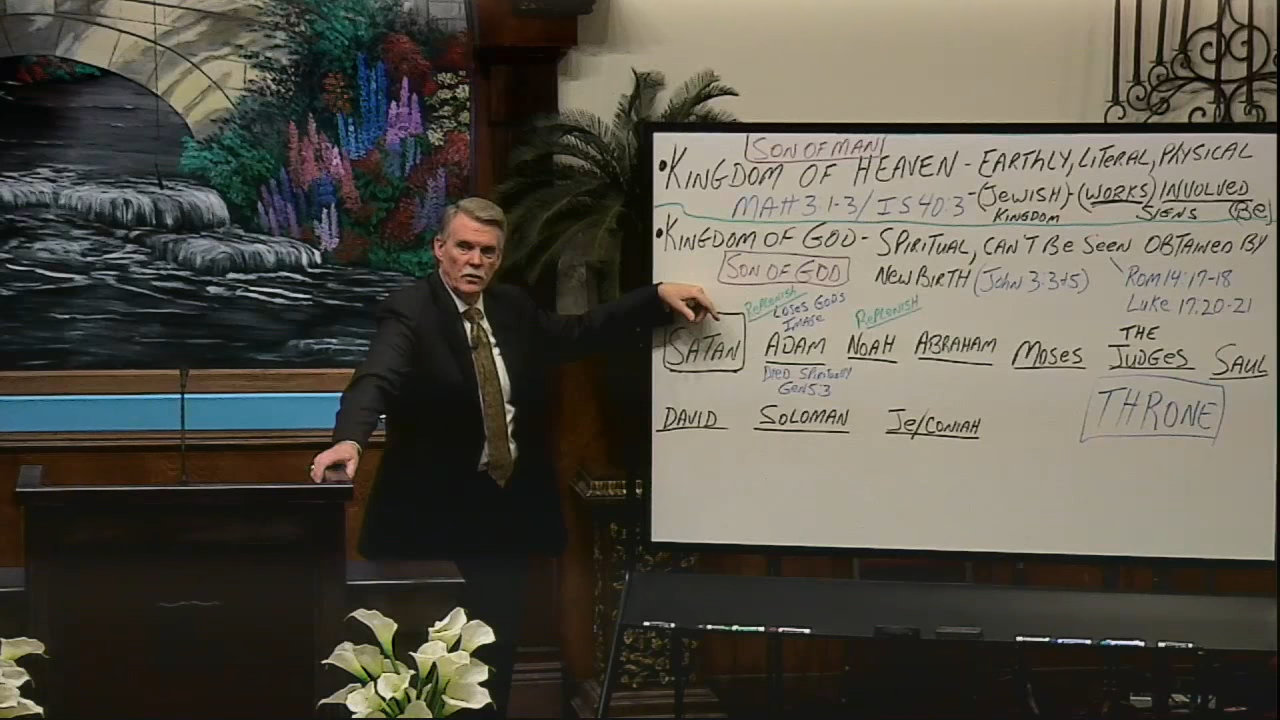 SON OF MAN
•KINGDOM OF HEAVEN - EARTHLY, LITERAL, PHYSICAL
MAH 3:1-3/ IS 40:3 -(JEWISH)-(WORKS) INVOLVED
KINGDOM SIGNS (Be)
•KINGDOM OF GOD - SPIRITUAL, CAN'T BE SEEN OBTAINED BY
SON OF GOD NEW BIRTH (John 3:3+5) Rom 14:17-18
Luke 17:20-21
REPLENISH LOSES GODS REPLENISH
IMAGE
SATAN ADAM NOAH ABRAHAM MOSES THE JUDGES SAUL
DIED SPIRITUALLY
Gen 5:3
DAVID SOLOMAN Je/CONIAH THRONE